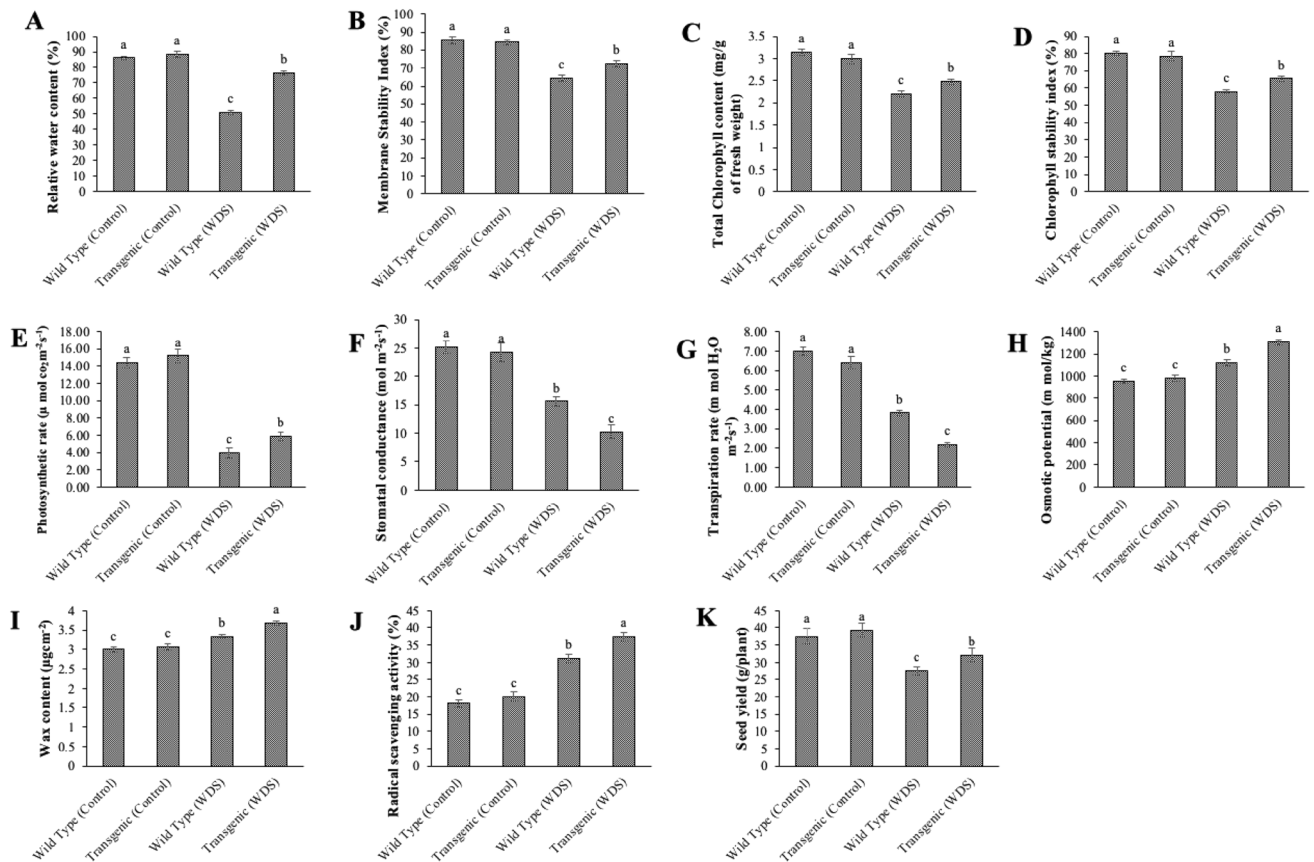 A
Relative water content (%)
100
90
80
70
60
50
40
30
20
10
0
a
a
c
b
Wild Type (Control)
Transgenic (Control)
Wild Type (WDS)
Transgenic (WDS)
B
Membrane Stability Index (%)
100
90
80
70
60
50
40
30
20
10
0
a
a
c
b
Wild Type (Control)
Transgenic (Control)
Wild Type (WDS)
Transgenic (WDS)
C
Total Chlorophyll content (mg/g
of fresh weight)
3.5
3
2.5
2
1.5
1
0.5
0
a
a
c
b
Wild Type (Control)
Transgenic (Control)
Wild Type (WDS)
Transgenic (WDS)
D
Chlorophyll stability index (%)
90
80
70
60
50
40
30
20
10
0
a
a
c
b
Wild Type (Control)
Transgenic (Control)
Wild Type (WDS)
Transgenic (WDS)
E
Photosynthetic rate (µ mol co₂m⁻²s⁻¹)
18.00
16.00
14.00
12.00
10.00
8.00
6.00
4.00
2.00
0.00
a
a
c
b
Wild Type (Control)
Transgenic (Control)
Wild Type (WDS)
Transgenic (WDS)
F
Stomatal conductance (mol m⁻²s⁻¹)
30
25
20
15
10
5
0
a
a
b
c
Wild Type (Control)
Transgenic (Control)
Wild Type (WDS)
Transgenic (WDS)
G
Transpiration rate (m mol H₂O
m⁻²s⁻¹)
8.00
7.00
6.00
5.00
4.00
3.00
2.00
1.00
0.00
a
a
b
c
Wild Type (Control)
Transgenic (Control)
Wild Type (WDS)
Transgenic (WDS)
H
Osmotic potential (m mol/kg)
1400
1200
1000
800
600
400
200
0
c
c
b
a
Wild Type (Control)
Transgenic (Control)
Wild Type (WDS)
Transgenic (WDS)
I
Wax content (µgcm⁻²)
4
3.5
3
2.5
2
1.5
1
0.5
0
c
c
b
a
Wild Type (Control)
Transgenic (Control)
Wild Type (WDS)
Transgenic (WDS)
J
Radical scavenging activity (%)
45
40
35
30
25
20
15
10
5
0
c
c
b
a
Wild Type (Control)
Transgenic (Control)
Wild Type (WDS)
Transgenic (WDS)
K
Seed yield (g/plant)
45
40
35
30
25
20
15
10
5
0
a
a
c
b
Wild Type (Control)
Transgenic (Control)
Wild Type (WDS)
Transgenic (WDS)